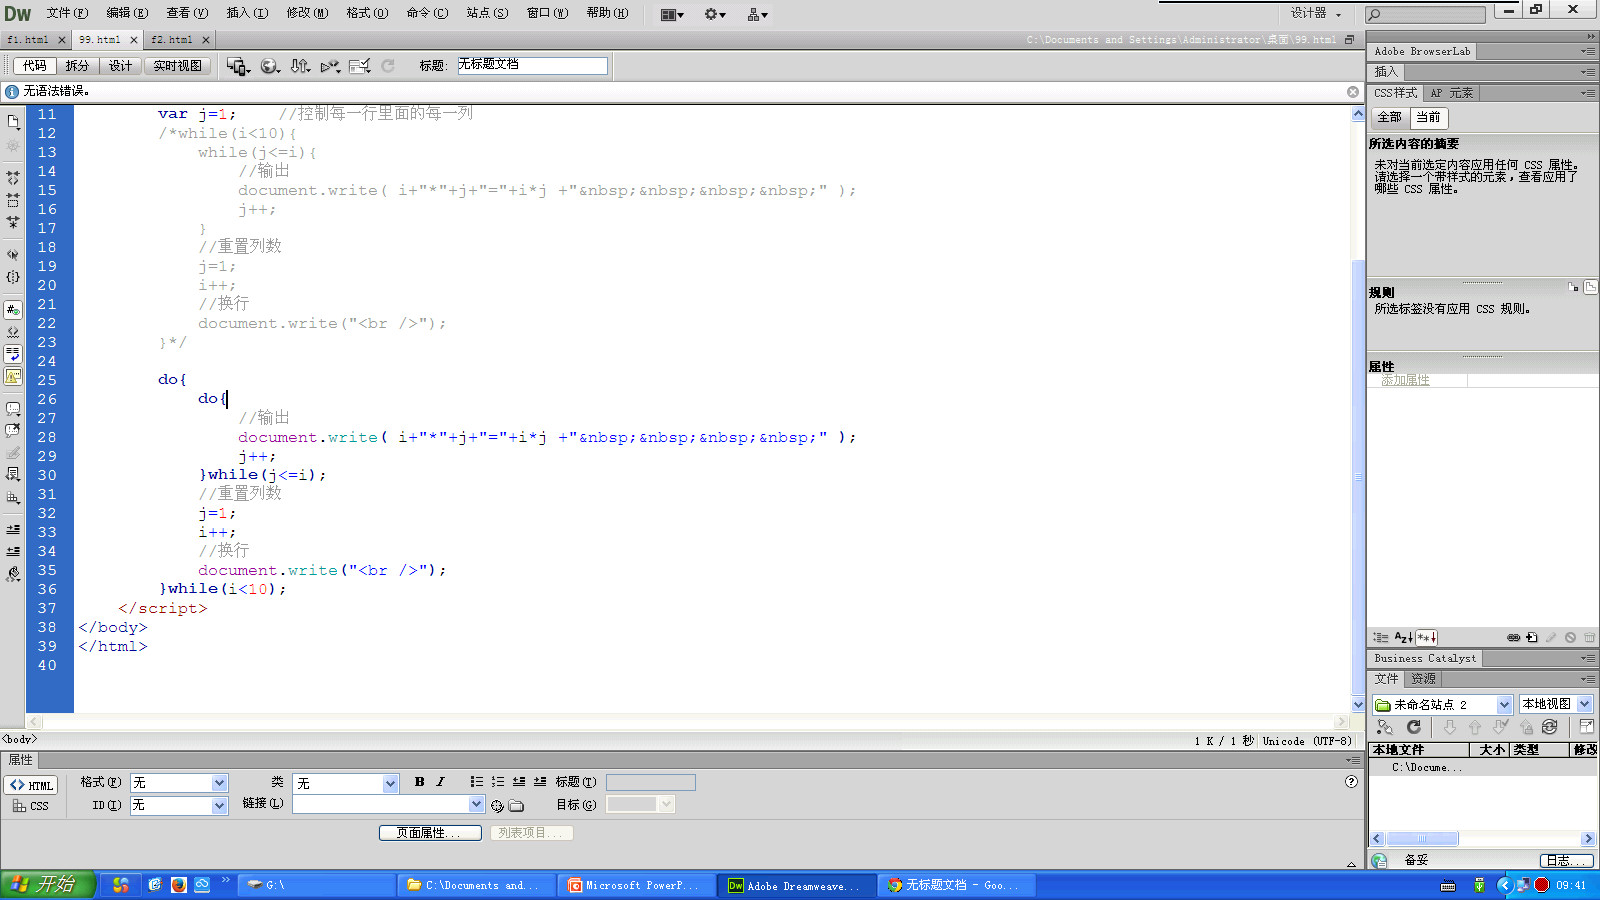 Dw 文件(F) 编辑(E) 查看(V) 插入(I) 修改(M) 格式(O) 命令(C) 站点(S) 窗口(W) 帮助(H) 设计器
f1.html 99.html f2.html C:\Documents and Settings\Administrator\桌面\99.html
代码 拆分 设计 实时视图 标题: 无标题文档
无语法错误。
11 var j=1; //控制每一行里面的每一列
12 /*while(i<10){
13 while(j<=i){
14 //输出
15 document.write( i+"*"+j+"="+i*j +"&nbsp;&nbsp;&nbsp;&nbsp;" );
16 j++;
17 }
18 //重置列数
19 j=1;
20 i++;
21 //换行
22 document.write("<br />");
23 }*/
24
25 do{
26 do{
27 //输出
28 document.write( i+"*"+j+"="+i*j +"&nbsp;&nbsp;&nbsp;&nbsp;" );
29 j++;
30 }while(j<=i);
31 //重置列数
32 j=1;
33 i++;
34 //换行
35 document.write("<br />");
36 }while(i<10);
37 </script>
38 </body>
39 </html>
40
<body> 1 K / 1 秒 Unicode (UTF-8)
属性
<> HTML 格式(F) 无 类 无 B I 标题(T)
CSS ID(I) 无 链接(L) 目标(G)
页面属性... 列表项目...
Adobe BrowserLab
插入
CSS样式 AP 元素
全部 当前
所选内容的摘要
未对当前选定内容应用任何 CSS 属性。
请选择一个带样式的元素，查看应用了
哪些 CSS 属性。
规则
所选标签没有应用 CSS 规则。
属性
添加属性
Business Catalyst
文件 资源
未命名站点 2 本地视图
本地文件 大小 类型 修改
C:\Docume...
备妥 日志...
开始 G:\ C:\Documents and... Microsoft PowerP... Adobe Dreamweave... 无标题文档 - Goo... 09:41